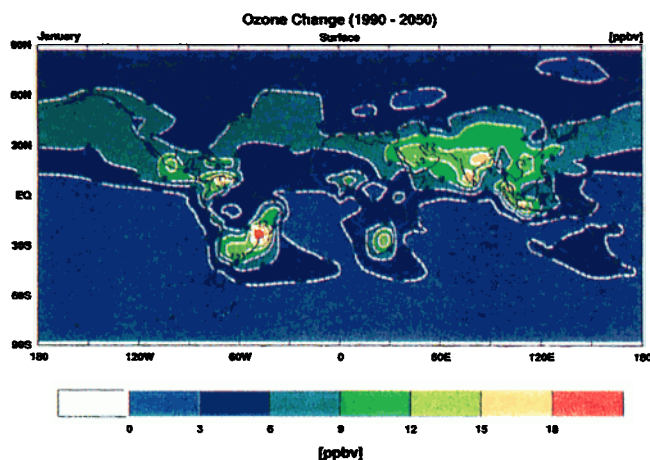 Ozone Change (1990 - 2050)
January Surface [ppbv]
90N
60N
30N
EQ
30S
60S
90S
180 120W 60W 0 60E 120E 180
0 3 6 9 12 15 18
[ppbv]